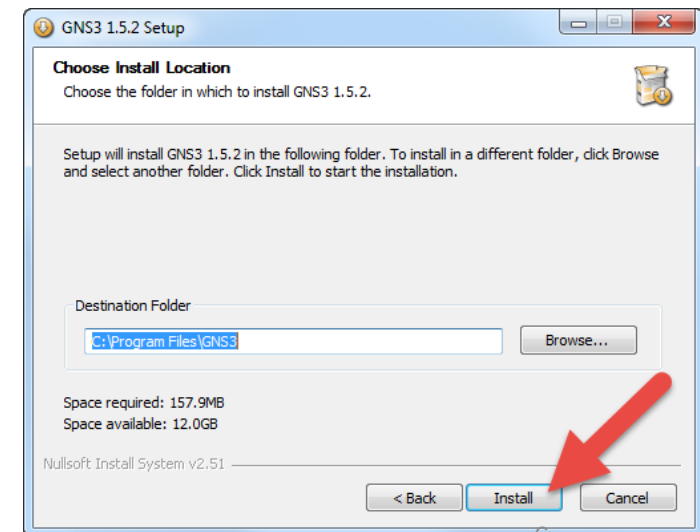 GNS3 1.5.2 Setup
Choose Install Location
Choose the folder in which to install GNS3 1.5.2.
Setup will install GNS3 1.5.2 in the following folder. To install in a different folder, click Browse
and select another folder. Click Install to start the installation.
Destination Folder
C:\Program Files\GNS3
Browse...
Space required: 157.9MB
Space available: 12.0GB
Nullsoft Install System v2.51
< Back
Install
Cancel